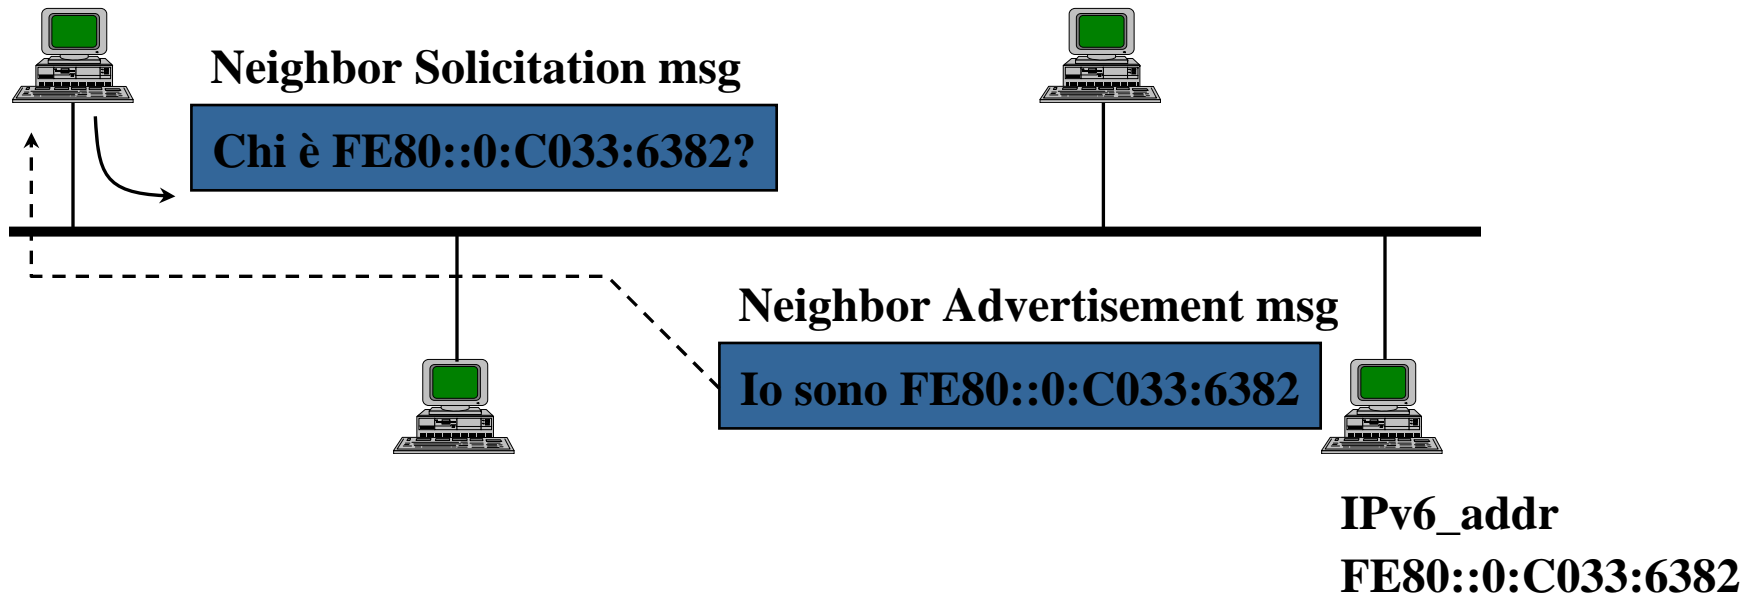 Neighbor Solicitation msg
Chi è FE80::0:C033:6382?
Neighbor Advertisement msg
Io sono FE80::0:C033:6382
IPv6_addr
FE80::0:C033:6382